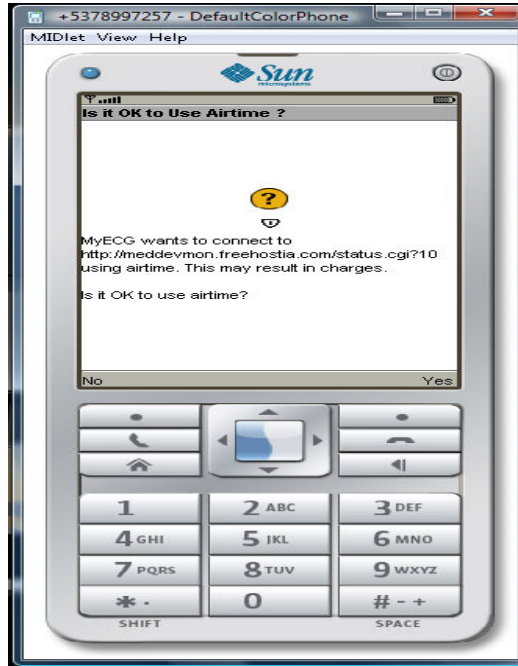 +5378997257 - DefaultColorPhone
MIDlet View Help
Sun
microsystems
Is it OK to Use Airtime ?
?
MyECG wants to connect to
http://meddevmon.freehostia.com/status.cgi?10
using airtime. This may result in charges.
Is it OK to use airtime?
No Yes
1 2 ABC 3 DEF
4 GHI 5 JKL 6 MNO
7 PQRS 8 TUV 9 WXYZ
* . 0 # - +
SHIFT SPACE